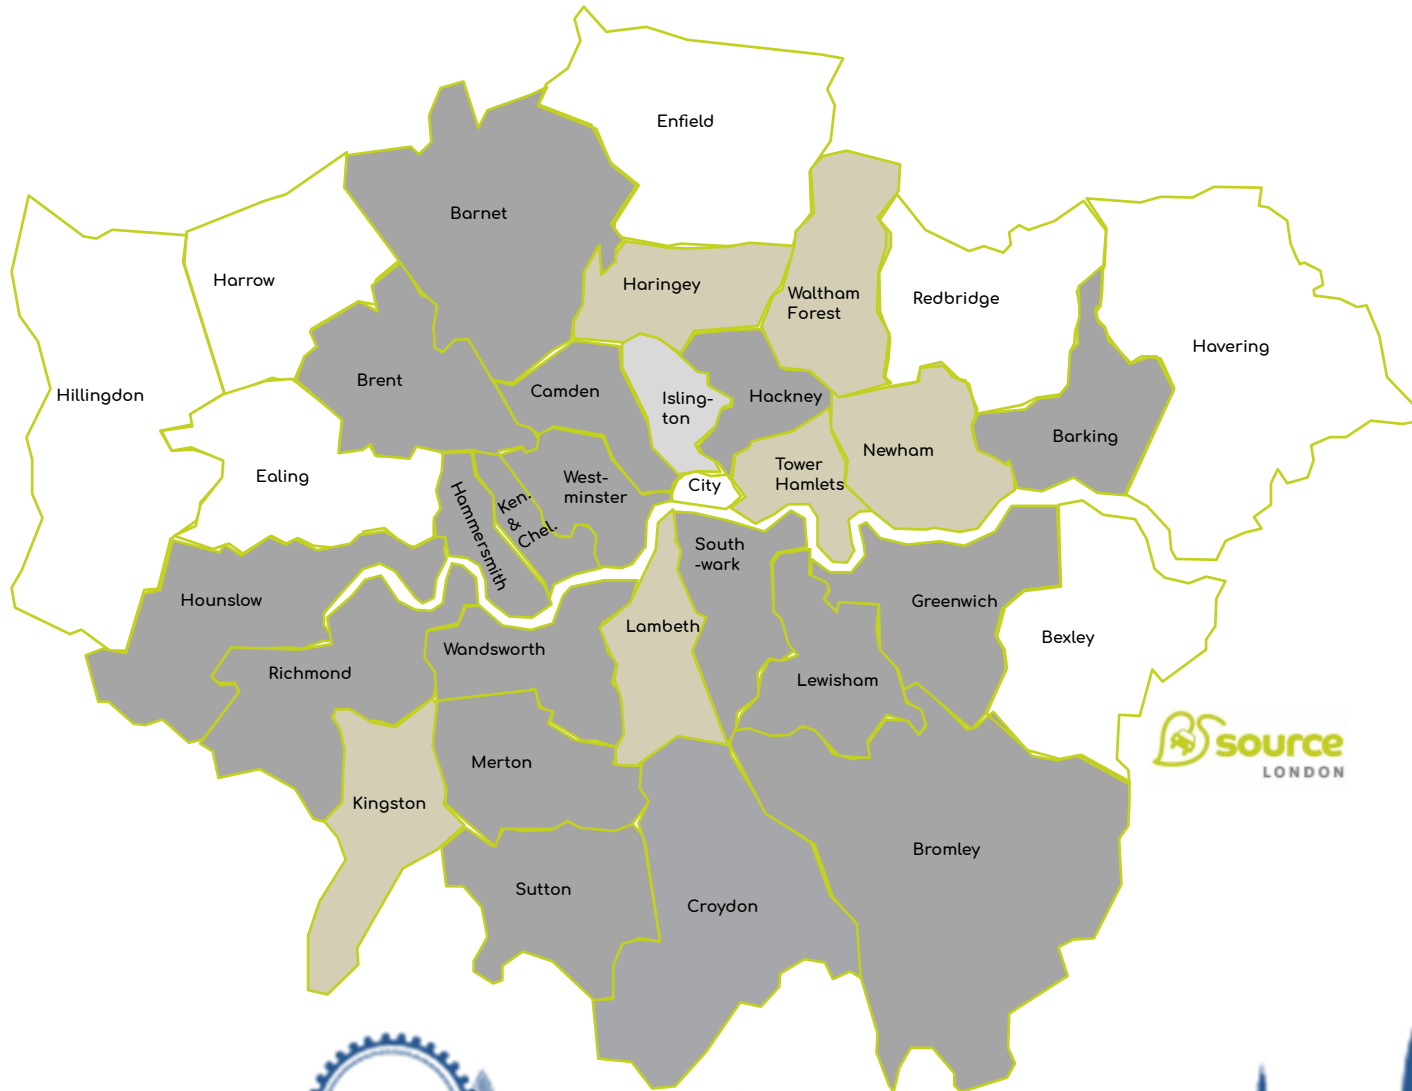 Enfield
Barnet
Harrow
Haringey
Waltham
Forest
Redbridge
Havering
Hillingdon
Brent
Camden
Isling-
ton
Hackney
Barking
Ealing
Newham
Tower
Hamlets
City
West-
minster
Ken.
&
Chel.
Hammersmith
South
-wark
Hounslow
Greenwich
Lambeth
Bexley
Wandsworth
Richmond
Lewisham
Merton
Kingston
source
LONDON
Bromley
Sutton
Croydon